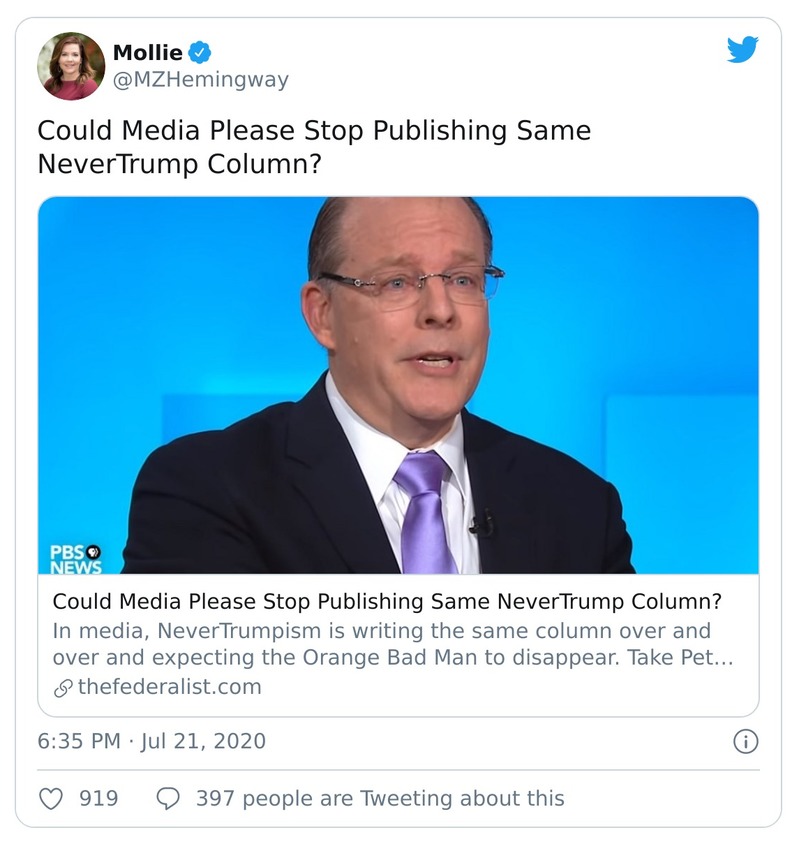 Mollie
@MZHemingway
Could Media Please Stop Publishing Same
NeverTrump Column?
PBS
NEWS
Could Media Please Stop Publishing Same NeverTrump Column?
In media, NeverTrumpism is writing the same column over and
over and expecting the Orange Bad Man to disappear. Take Pet...
thefederalist.com
6:35 PM · Jul 21, 2020
919
397 people are Tweeting about this